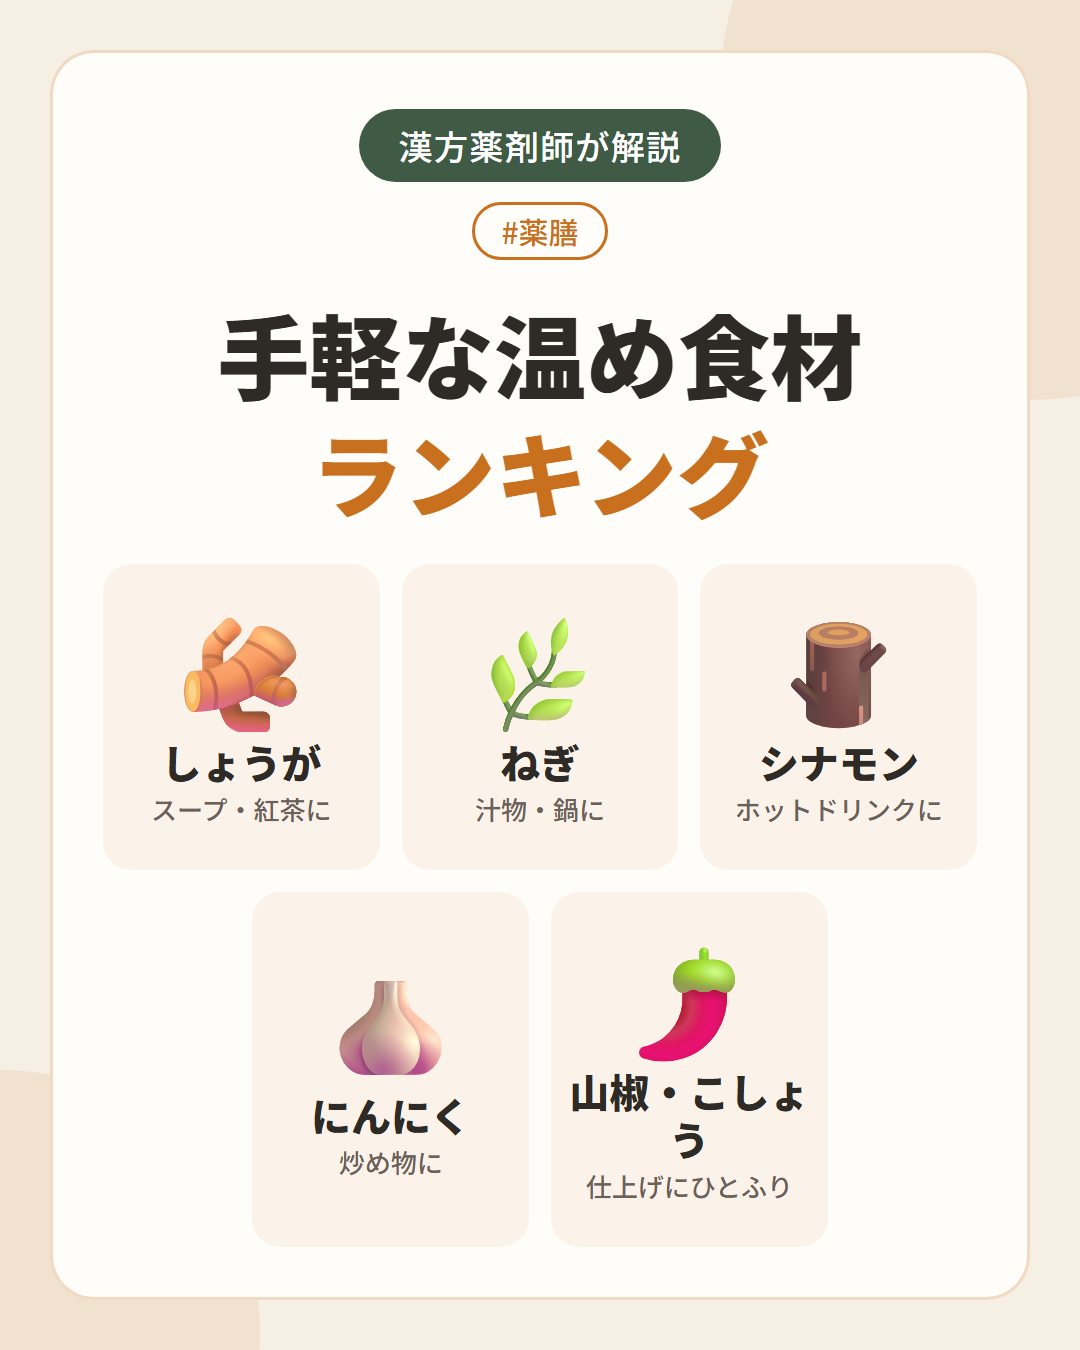 漢方薬剤師が解説
#薬膳
手軽な温め食材
ランキング
しょうが
スープ・紅茶に
ねぎ
汁物・鍋に
シナモン
ホットドリンクに
にんにく
炒め物に
山椒・こしょ
う
仕上げにひとふり